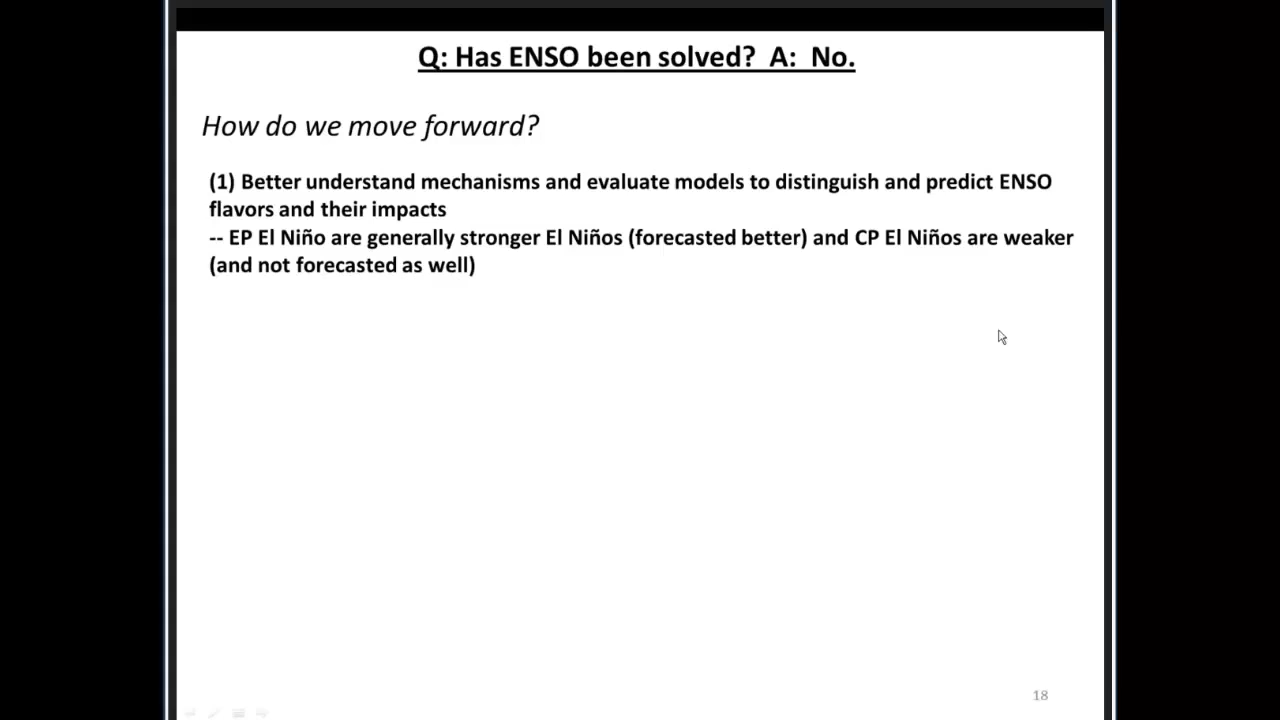 Q: Has ENSO been solved?  A:  No.
How do we move forward?
(1) Better understand mechanisms and evaluate models to distinguish and predict ENSO
flavors and their impacts
-- EP El Niño are generally stronger El Niños (forecasted better) and CP El Niños are weaker
(and not forecasted as well)
18